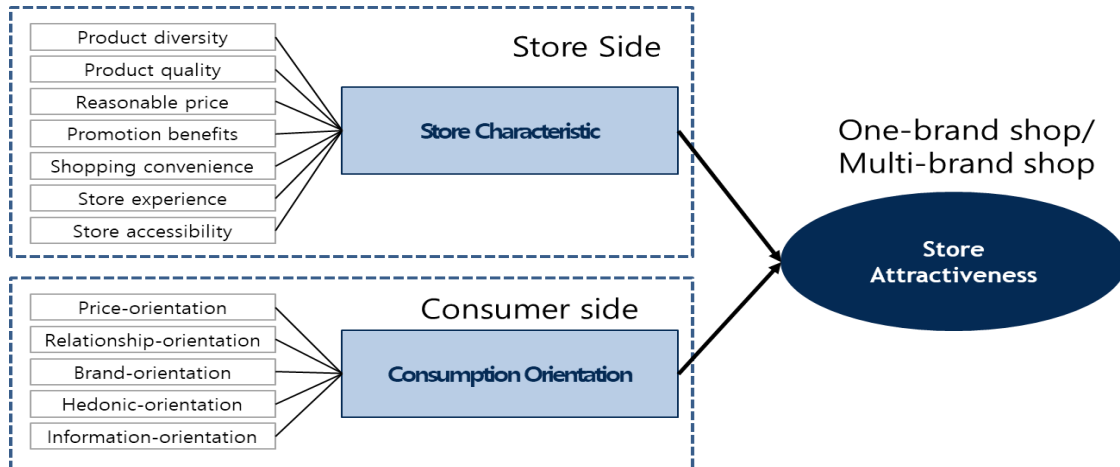 Store Side
Product diversity
Product quality
Reasonable price
Promotion benefits
Shopping convenience
Store experience
Store accessibility
Store Characteristic
Consumer side
Price-orientation
Relationship-orientation
Brand-orientation
Hedonic-orientation
Information-orientation
Consumption Orientation
One-brand shop/
Multi-brand shop
Store
Attractiveness